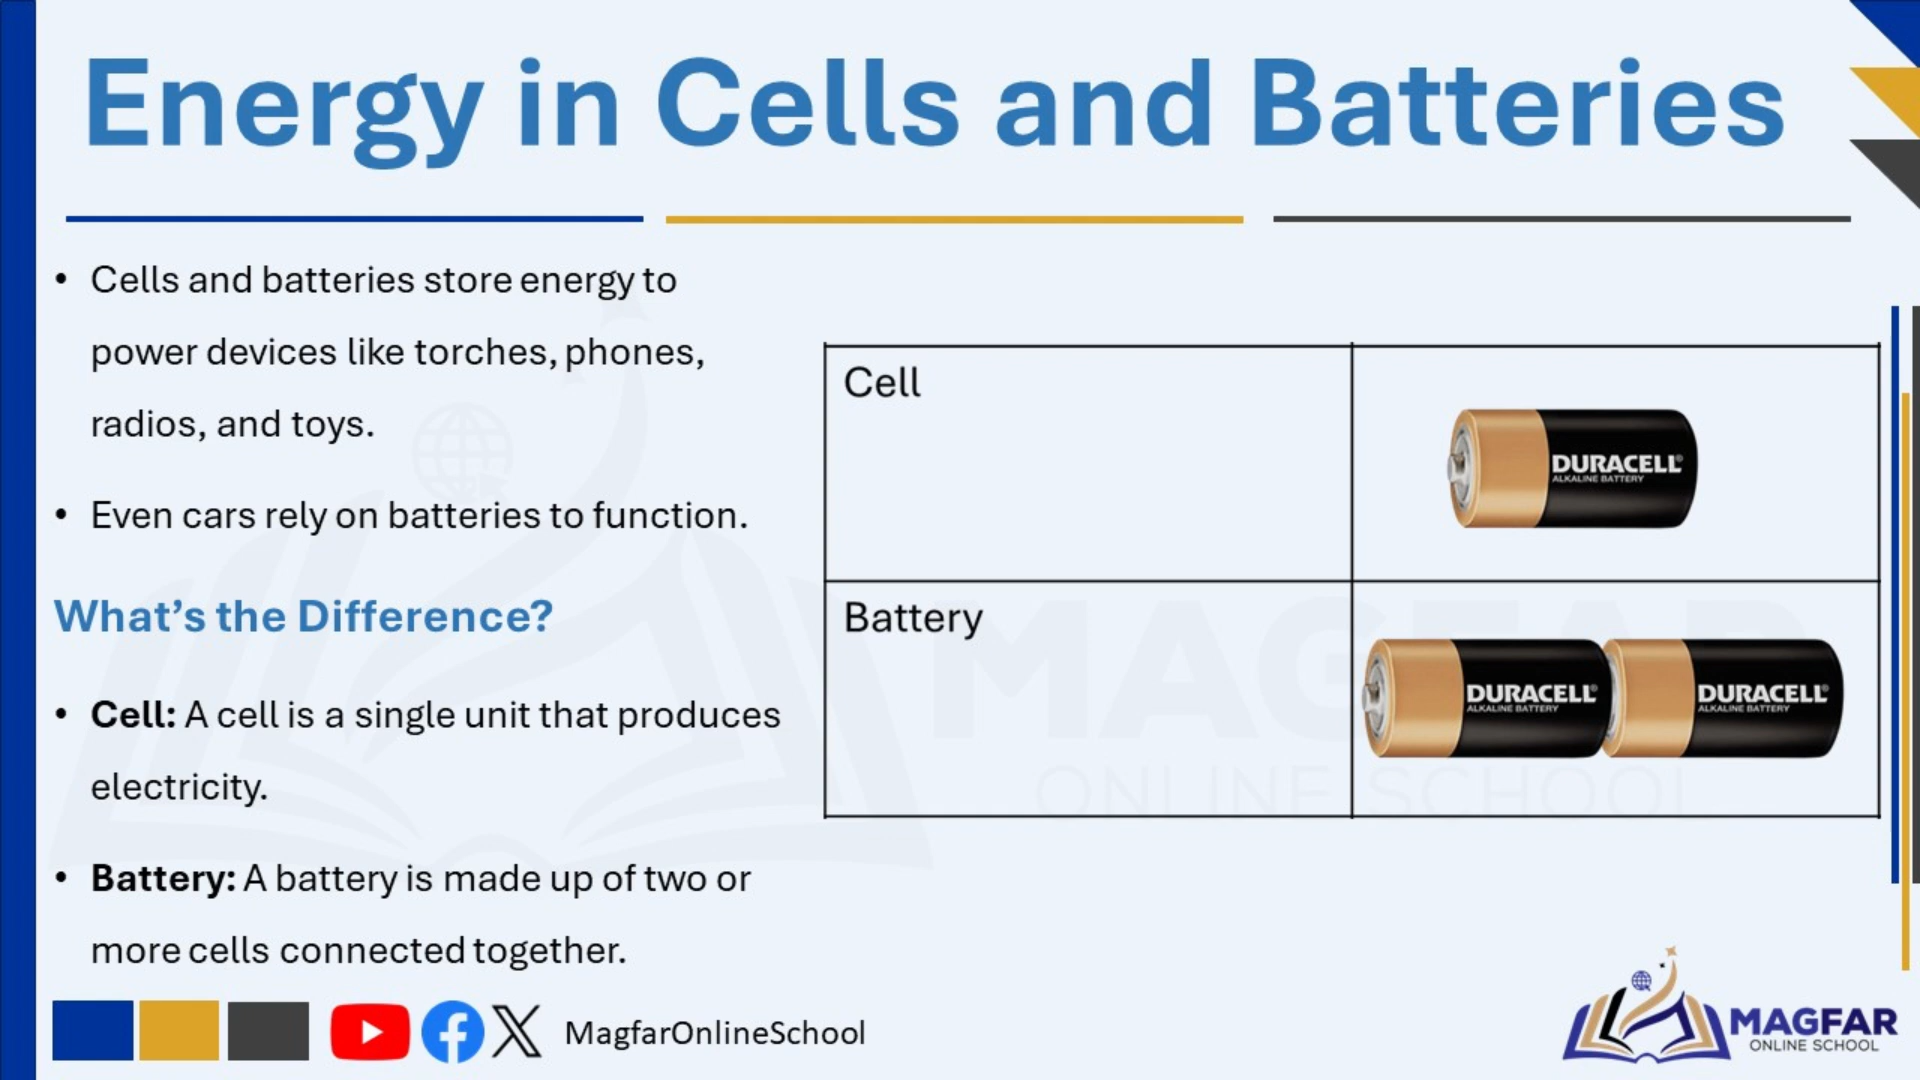 Energy in Cells and Batteries
• Cells and batteries store energy to
power devices like torches, phones,
radios, and toys.
• Even cars rely on batteries to function.
What's the Difference?
• Cell: A cell is a single unit that produces
electricity.
• Battery: A battery is made up of two or
more cells connected together.
Cell
DURACELL®
ALKALINE BATTERY
Battery
DURACELL®
ALKALINE BATTERY
DURACELL®
ALKALINE BATTERY
MAGFAR
ONLINE SCHOOL
MagfarOnlineSchool
MAGFAR
ONLINE SCHOOL